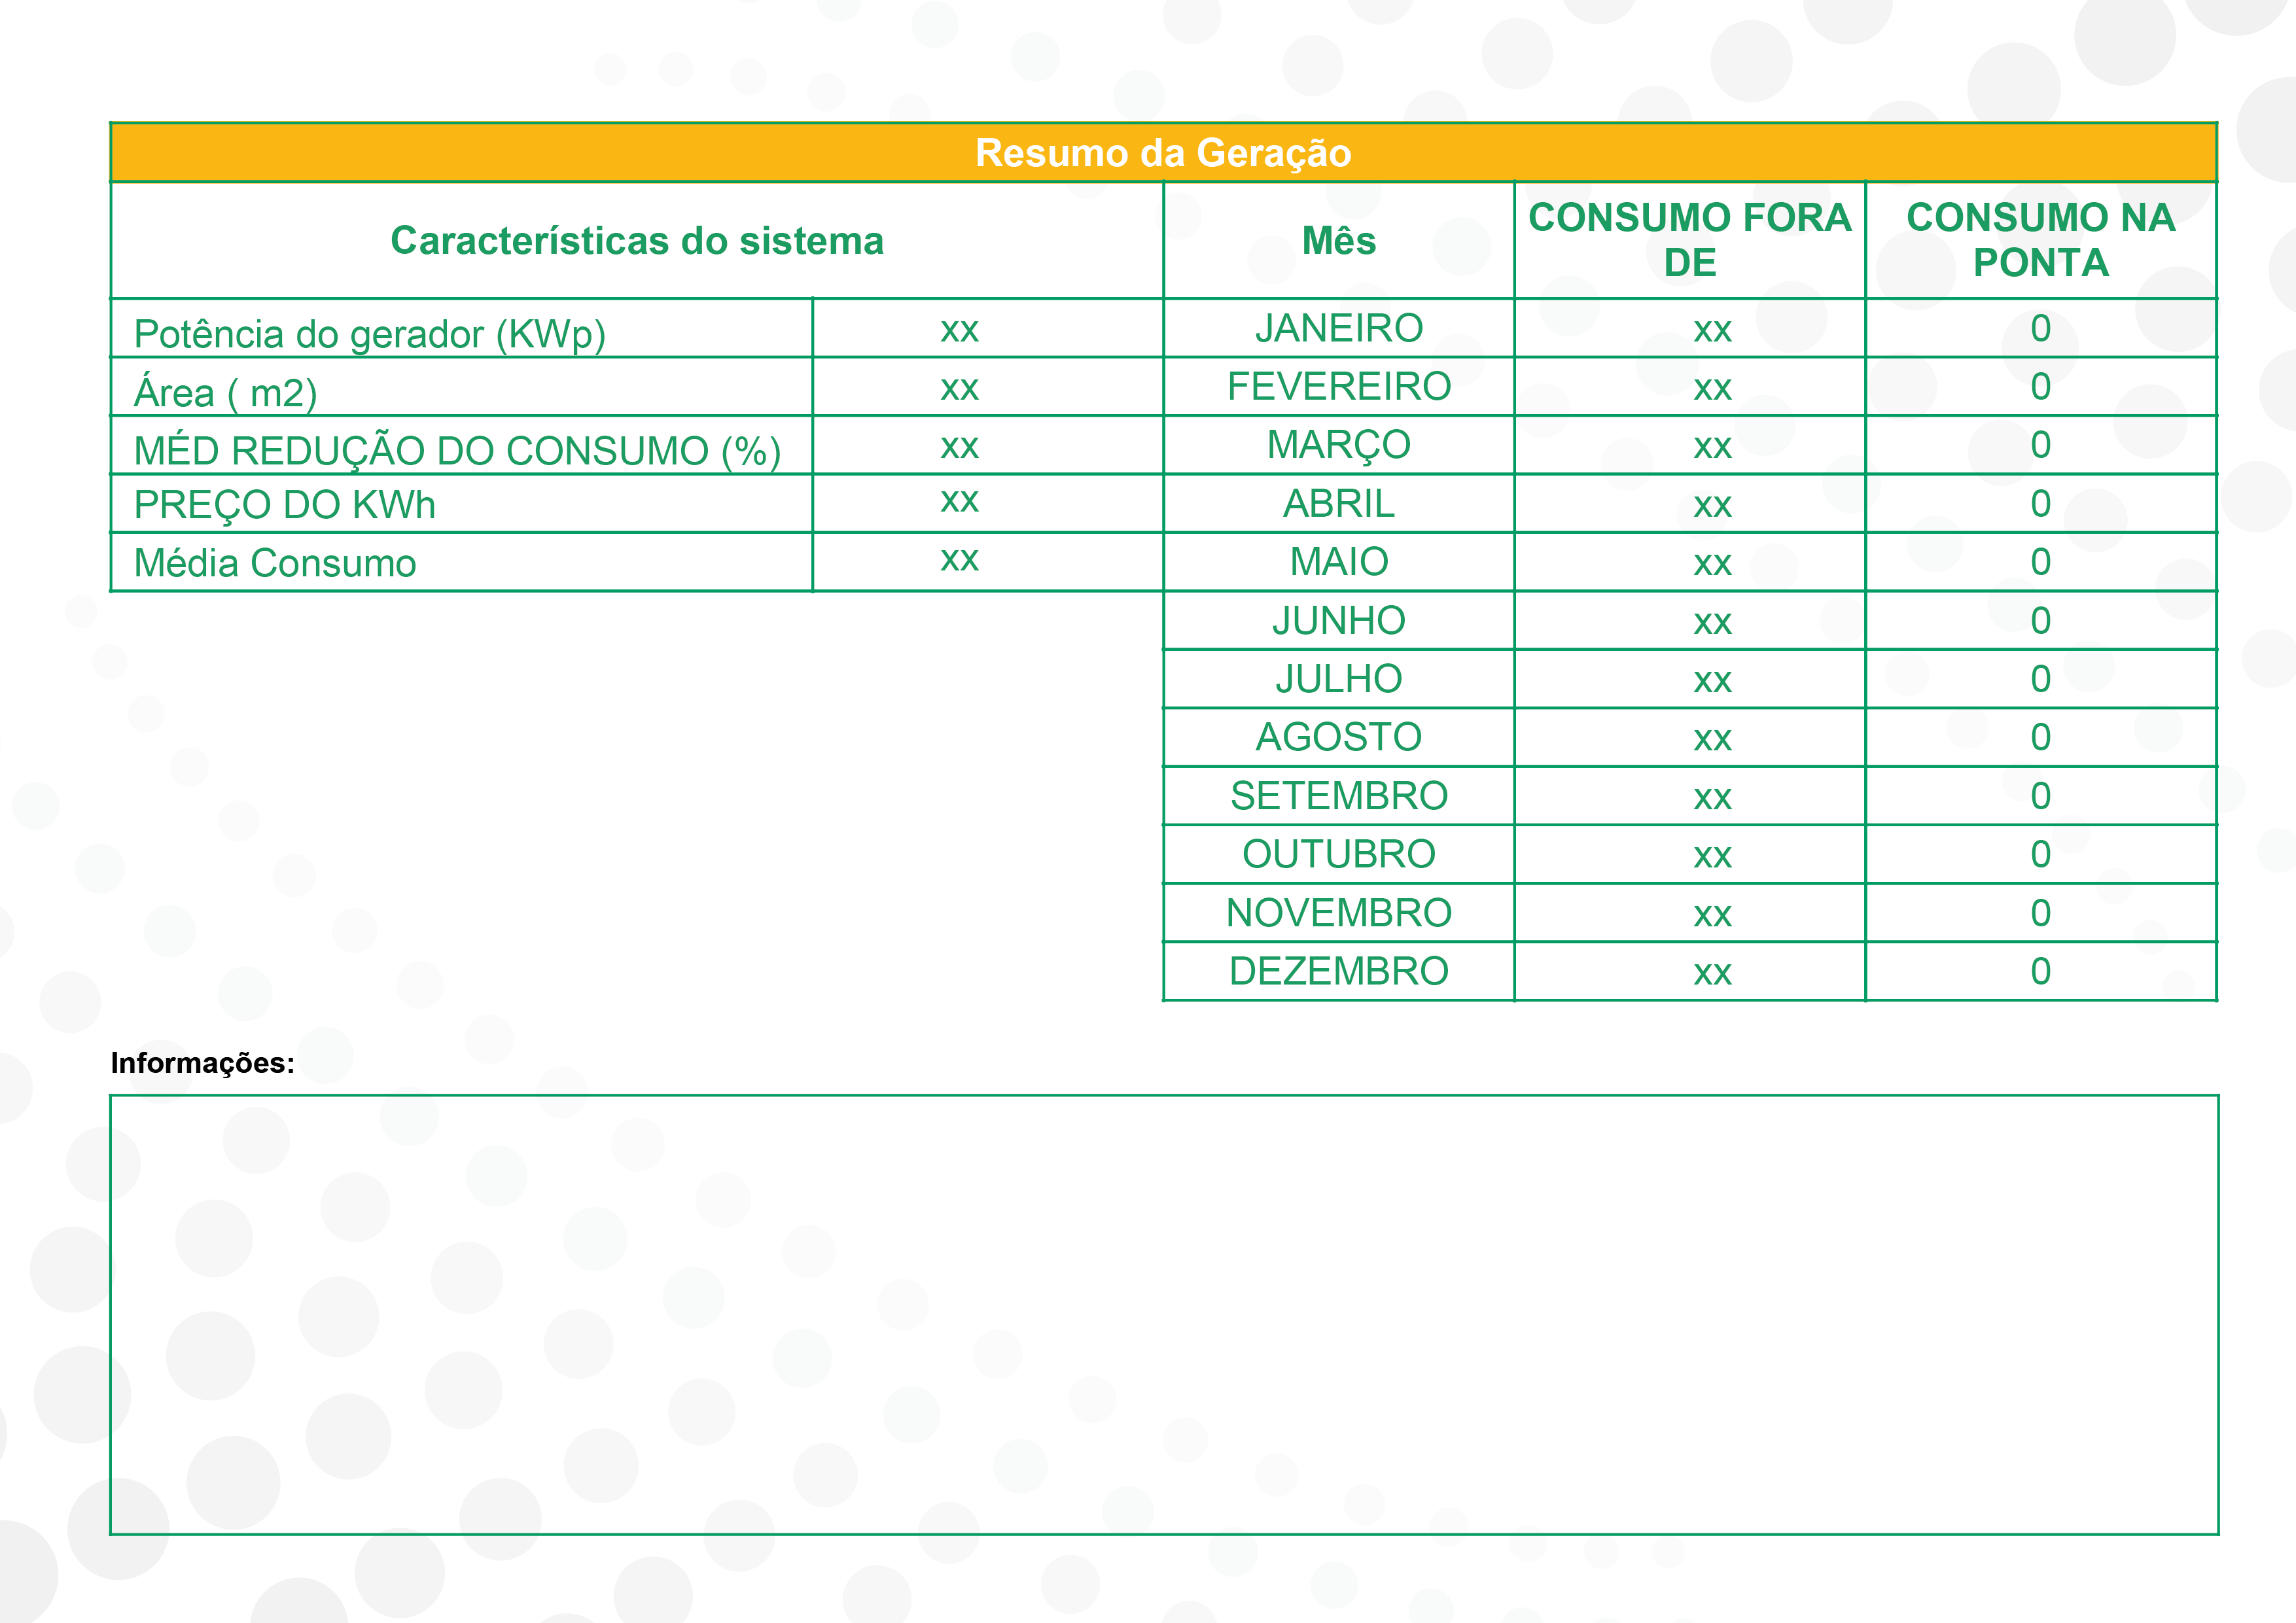 Resumo da Geração
Características do sistema Mês CONSUMO FORA DE CONSUMO NA PONTA
Potência do gerador (KWp) xx JANEIRO xx 0
Área ( m2) xx FEVEREIRO xx 0
MÉD REDUÇÃO DO CONSUMO (%) xx MARÇO xx 0
PREÇO DO KWh xx ABRIL xx 0
Média Consumo xx MAIO xx 0
JUNHO xx 0
JULHO xx 0
AGOSTO xx 0
SETEMBRO xx 0
OUTUBRO xx 0
NOVEMBRO xx 0
DEZEMBRO xx 0
Informações: